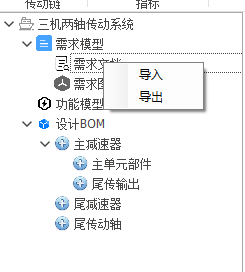 传动链 指标
三机两轴传动系统
需求模型
需求文档
导入
需求图
导出
功能模型
设计BOM
主减速器
主单元部件
尾传输出
尾减速器
尾传动轴